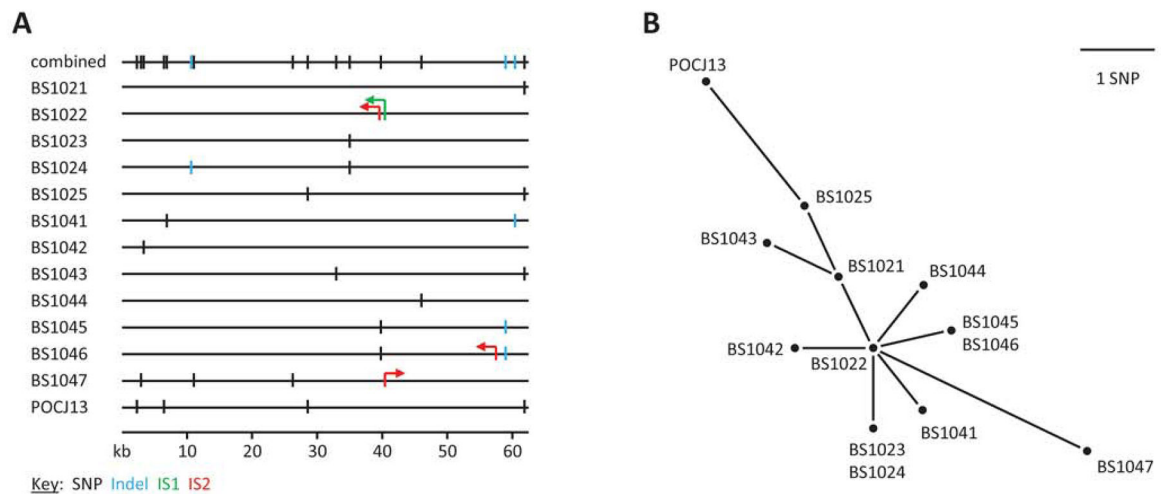 A
combined
BS1021
BS1022
BS1023
BS1024
BS1025
BS1041
BS1042
BS1043
BS1044
BS1045
BS1046
BS1047
POCJ13
kb 10 20 30 40 50 60
Key: SNP Indel IS1 IS2
B
1 SNP
POCJ13
BS1025
BS1043
BS1021
BS1044
BS1045
BS1046
BS1042
BS1022
BS1041
BS1023
BS1024
BS1047